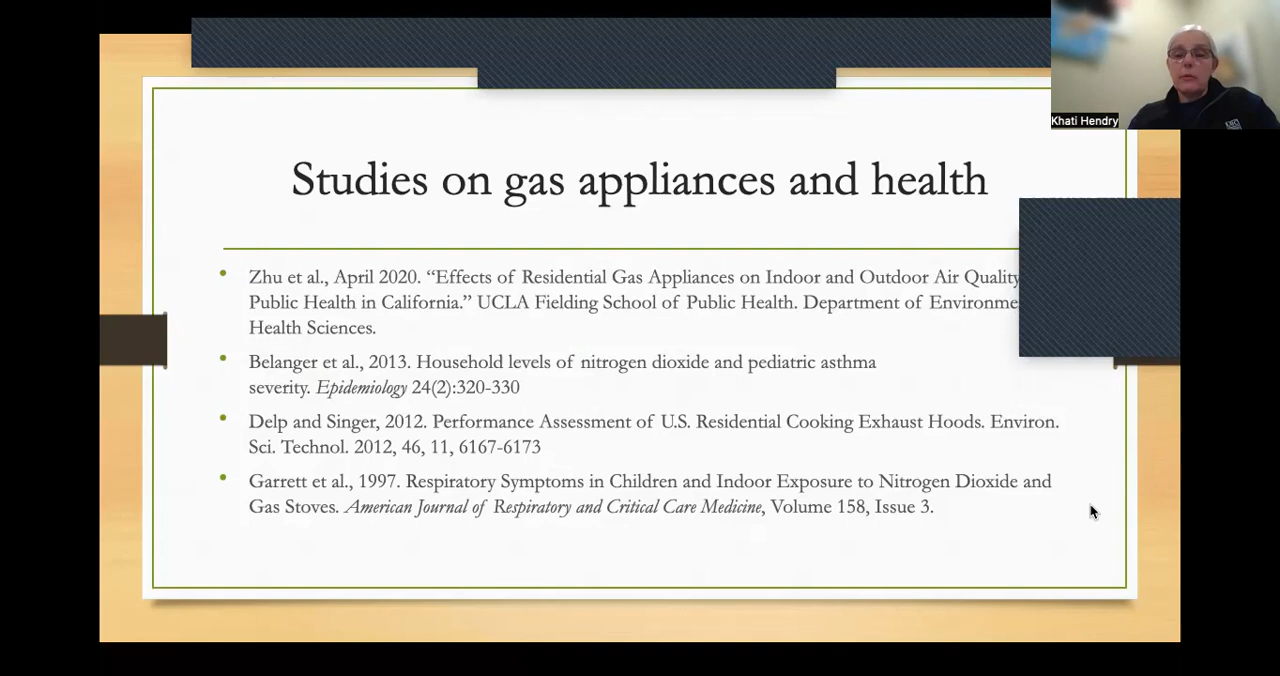 Khati Hendry
Studies on gas appliances and health
• Zhu et al., April 2020. “Effects of Residential Gas Appliances on Indoor and Outdoor Air Quality
Public Health in California.” UCLA Fielding School of Public Health. Department of Environme
Health Sciences.
• Belanger et al., 2013. Household levels of nitrogen dioxide and pediatric asthma
severity. Epidemiology 24(2):320-330
• Delp and Singer, 2012. Performance Assessment of U.S. Residential Cooking Exhaust Hoods. Environ.
Sci. Technol. 2012, 46, 11, 6167-6173
• Garrett et al., 1997. Respiratory Symptoms in Children and Indoor Exposure to Nitrogen Dioxide and
Gas Stoves. American Journal of Respiratory and Critical Care Medicine, Volume 158, Issue 3.